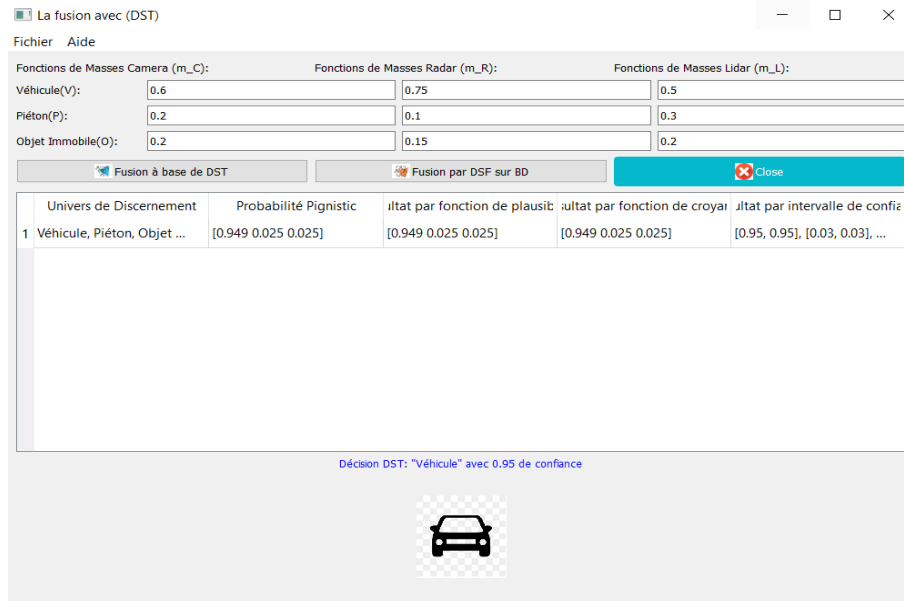 La fusion avec (DST)
Fichier Aide
Fonctions de Masses Camera (m_C): Fonctions de Masses Radar (m_R): Fonctions de Masses Lidar (m_L):
Véhicule(V): 0.6 0.75 0.5
Piéton(P): 0.2 0.1 0.3
Objet Immobile(O): 0.2 0.15 0.2
Fusion à base de DST Fusion par DSF sur BD Close
Univers de Discernement Probabilité Pignistic ultat par fonction de plausib sultat par fonction de croyan ultat par intervalle de confia
1 Véhicule, Piéton, Objet ... [0.949 0.025 0.025] [0.949 0.025 0.025] [0.949 0.025 0.025] [0.95, 0.95], [0.03, 0.03], ...
Décision DST: "Véhicule" avec 0.95 de confiance